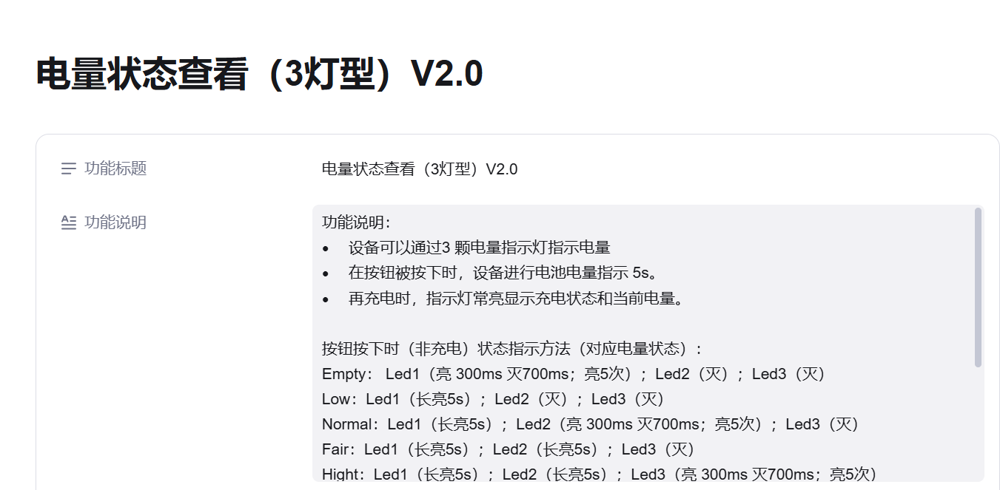 电量状态查看（3灯型）V2.0
功能标题
电量状态查看（3灯型）V2.0
功能说明
功能说明：
• 设备可以通过3 颗电量指示灯指示电量
• 在按钮被按下时，设备进行电池电量指示 5s。
• 再充电时，指示灯常亮显示充电状态和当前电量。
按钮按下时（非充电）状态指示方法（对应电量状态）：
Empty： Led1（亮 300ms 灭700ms；亮5次）；Led2（灭）；Led3（灭）
Low：Led1（长亮5s）；Led2（灭）；Led3（灭）
Normal：Led1（长亮5s）；Led2（亮 300ms 灭700ms；亮5次）；Led3（灭）
Fair：Led1（长亮5s）；Led2（长亮5s）；Led3（灭）
Hight：Led1（长亮5s）；Led2（长亮5s）；Led3（亮 300ms 灭700ms；亮5次）